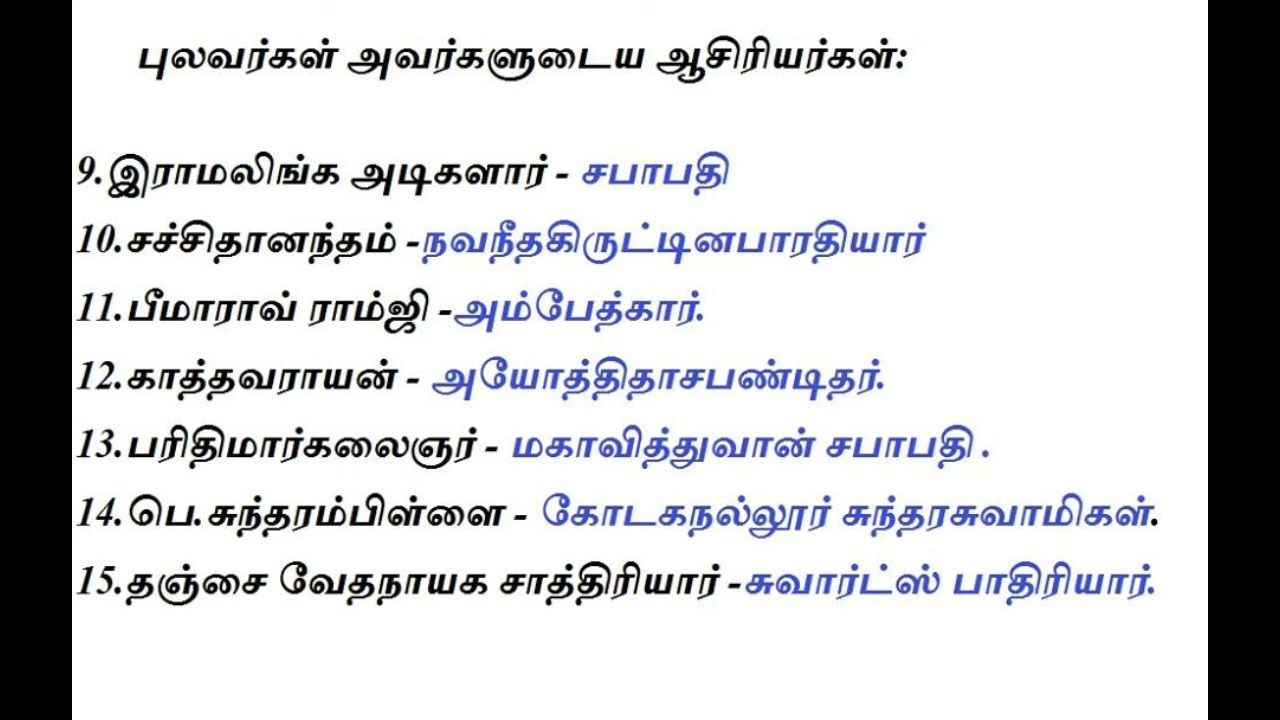 புலவர்கள் அவர்களுடைய ஆசிரியர்கள்:
9.இராமலிங்க அடிகளார் - சபாபதி
10.சச்சிதானந்தம் -நவநீதகிருட்டினபாரதியார்
11.பீமாராவ் ராம்ஜி -அம்பேத்கார்.
12.காத்தவராயன் - அயோத்திதாசபண்டிதர்.
13.பரிதிமார்கலைஞர் - மகாவித்துவான் சபாபதி .
14.பெ.சுந்தரம்பிள்ளை - கோடகநல்லூர் சுந்தரசுவாமிகள்.
15.தஞ்சை வேதநாயக சாத்திரியார் -சுவார்ட்ஸ் பாதிரியார்.